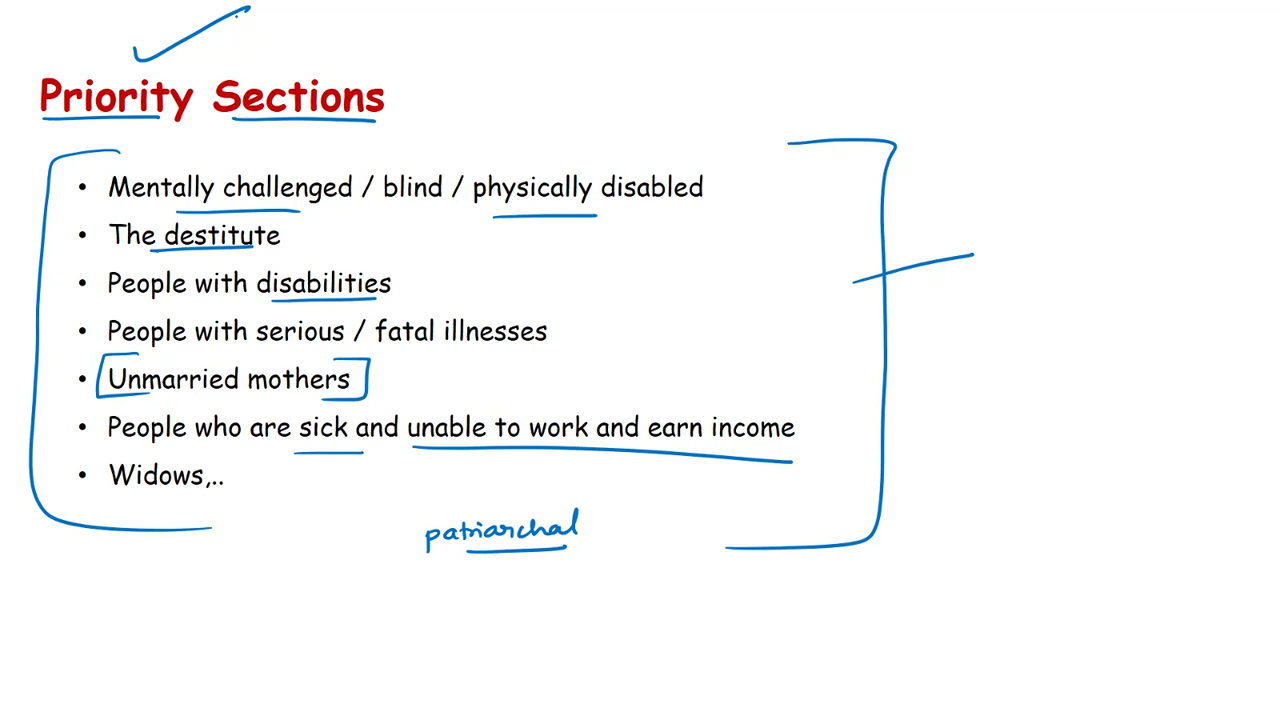 Priority Sections
• Mentally challenged / blind / physically disabled
• The destitute
• People with disabilities
• People with serious / fatal illnesses
• Unmarried mothers
• People who are sick and unable to work and earn income
• Widows,..
patriarchal